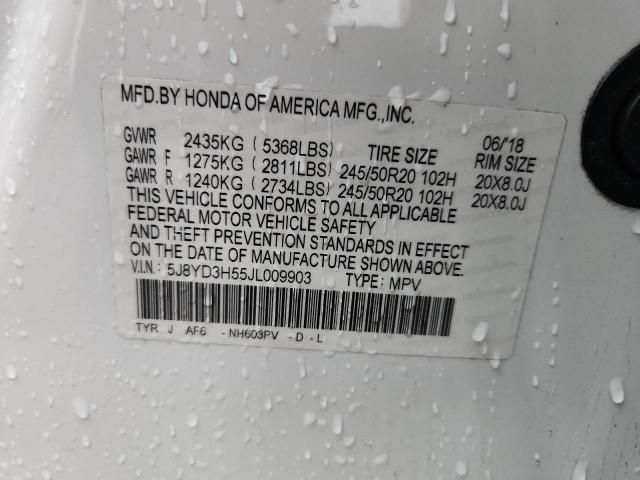 MFD.BY HONDA OF AMERICA MFG.,INC.
06/'18
GVWR 2435KG ( 5368LBS) TIRE SIZE RIM SIZE
GAWR F 1275KG ( 2811LBS) 245/50R20 102H 20X8.0J
GAWR R 1240KG ( 2734LBS) 245/50R20 102H 20X8.0J
THIS VEHICLE CONFORMS TO ALL APPLICABLE
FEDERAL MOTOR VEHICLE SAFETY
AND THEFT PREVENTION STANDARDS IN EFFECT
ON THE DATE OF MANUFACTURE SHOWN ABOVE.
V.I.N.: 5J8YD3H55JL009903 TYPE: MPV
TYR J AF6 - NH603PV - D - L